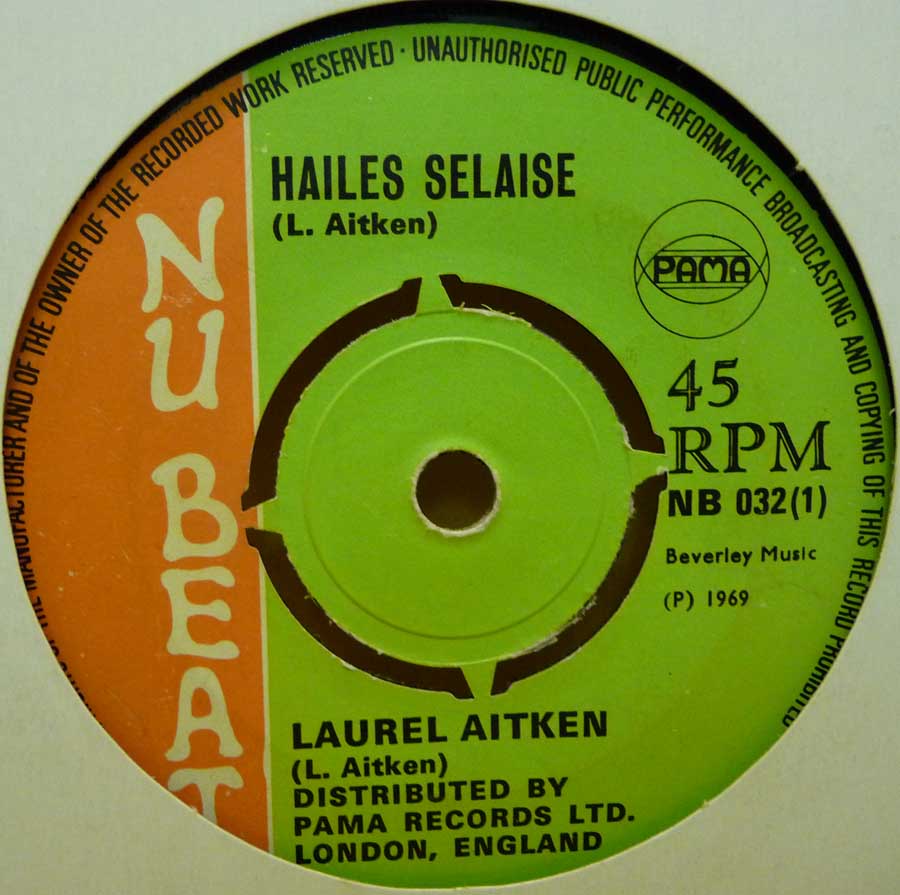 MANUFACTURER AND OF THE OWNER OF THE RECORDED WORK RESERVED · UNAUTHORISED PUBLIC PERFORMANCE BROADCASTING AND COPYING OF THIS RECORD PROHIBITED
NU BEAT
HAILES SELAISE
(L. Aitken)
PAMA
45
RPM
NB 032(1)
Beverley Music
(P) 1969
LAUREL AITKEN
(L. Aitken)
DISTRIBUTED BY
PAMA RECORDS LTD.
LONDON, ENGLAND